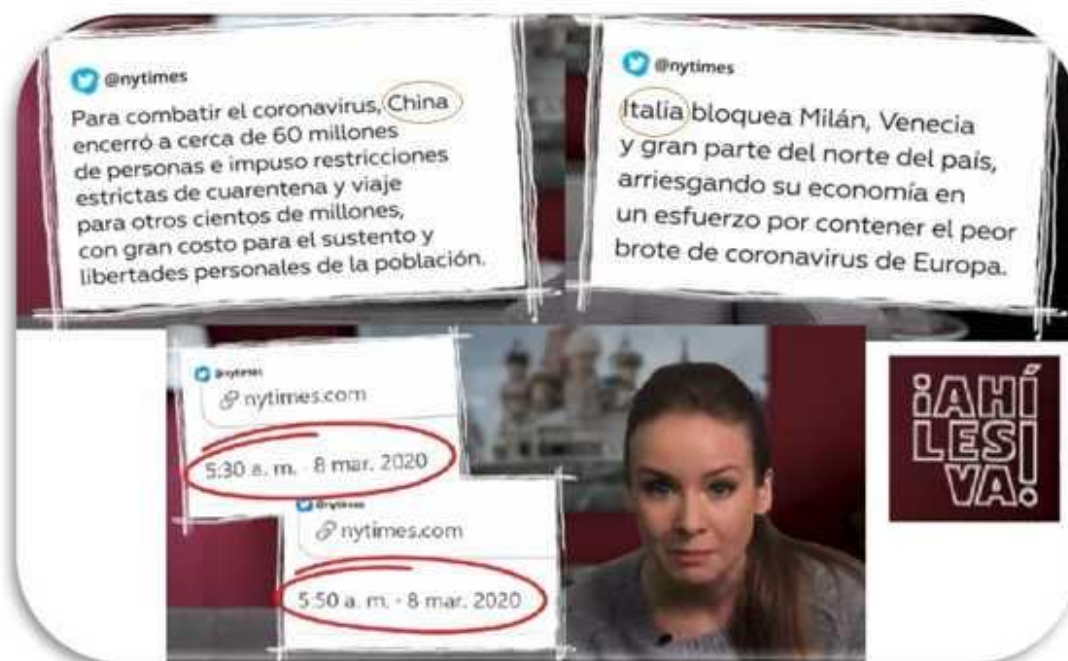 @nytimes
Para combatir el coronavirus, China
encerró a cerca de 60 millones
de personas e impuso restricciones
estrictas de cuarentena y viaje
para otros cientos de millones,
con gran costo para el sustento y
libertades personales de la población.
@nytimes
Italia bloquea Milán, Venecia
y gran parte del norte del país,
arriesgando su economía en
un esfuerzo por contener el peor
brote de coronavirus de Europa.
@nytimes
nytimes.com
5:30 a. m. · 8 mar. 2020
@nytimes
nytimes.com
5:50 a. m. · 8 mar. 2020
¡AHÍ
LES
VA!